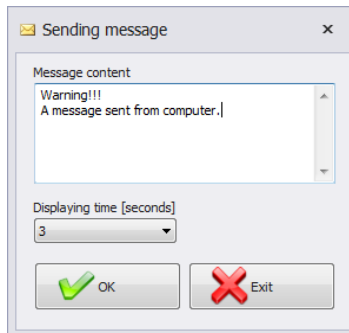 Sending message
Message content
Warning!!!
A message sent from computer.
Displaying time [seconds]
3
OK
Exit